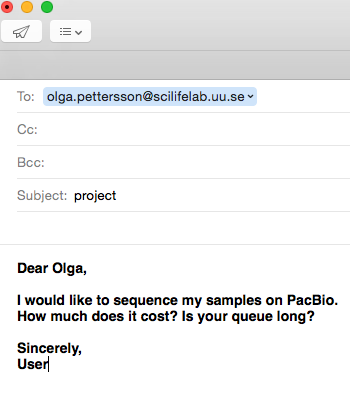 To: olga.pettersson@scilifelab.uu.se
Cc:
Bcc:
Subject: project
Dear Olga,
I would like to sequence my samples on PacBio.
How much does it cost? Is your queue long?
Sincerely,
User